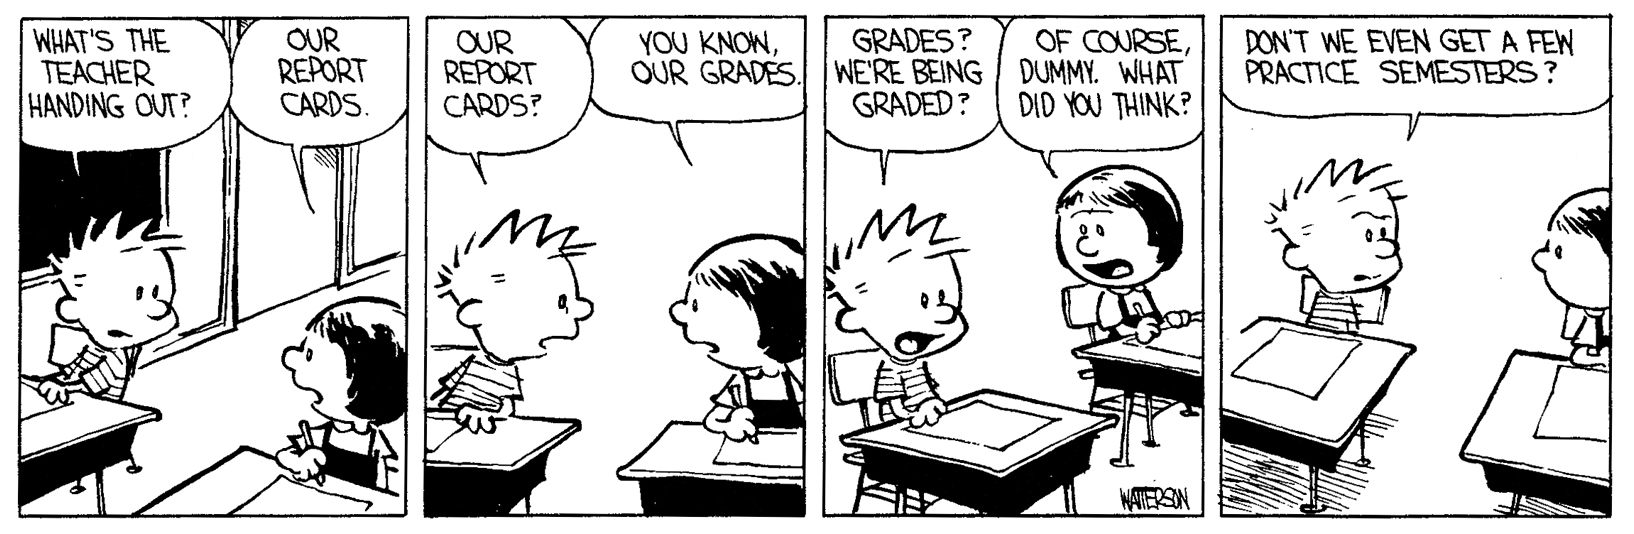 WHAT'S THE
TEACHER
HANDING OUT?
OUR
REPORT
CARDS.
OUR
REPORT
CARDS?
YOU KNOW,
OUR GRADES.
GRADES?
WE'RE BEING
GRADED?
OF COURSE,
DUMMY. WHAT
DID YOU THINK?
WATTERSON
DON'T WE EVEN GET A FEW
PRACTICE SEMESTERS?